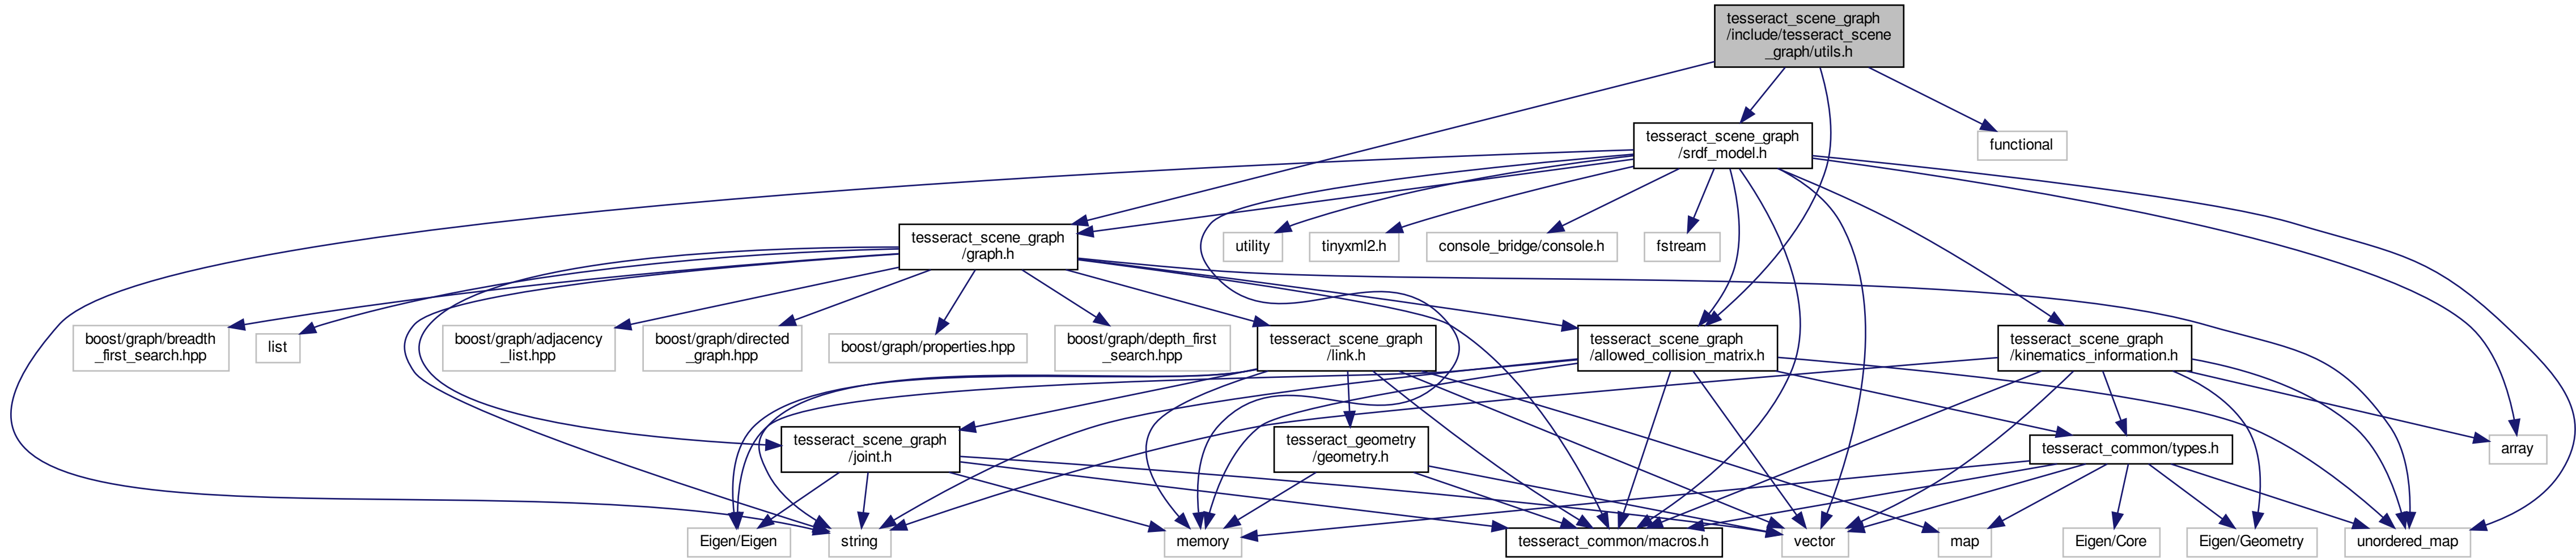 tesseract_scene_graph
/include/tesseract_scene
_graph/utils.h
tesseract_scene_graph
/srdf_model.h
functional
tesseract_scene_graph
/graph.h
utility
tinyxml2.h
console_bridge/console.h
fstream
boost/graph/breadth
_first_search.hpp
list
boost/graph/adjacency
_list.hpp
boost/graph/directed
_graph.hpp
boost/graph/properties.hpp
boost/graph/depth_first
_search.hpp
tesseract_scene_graph
/link.h
tesseract_scene_graph
/allowed_collision_matrix.h
tesseract_scene_graph
/kinematics_information.h
tesseract_scene_graph
/joint.h
tesseract_geometry
/geometry.h
tesseract_common/types.h
array
Eigen/Eigen
string
memory
tesseract_common/macros.h
vector
map
Eigen/Core
Eigen/Geometry
unordered_map